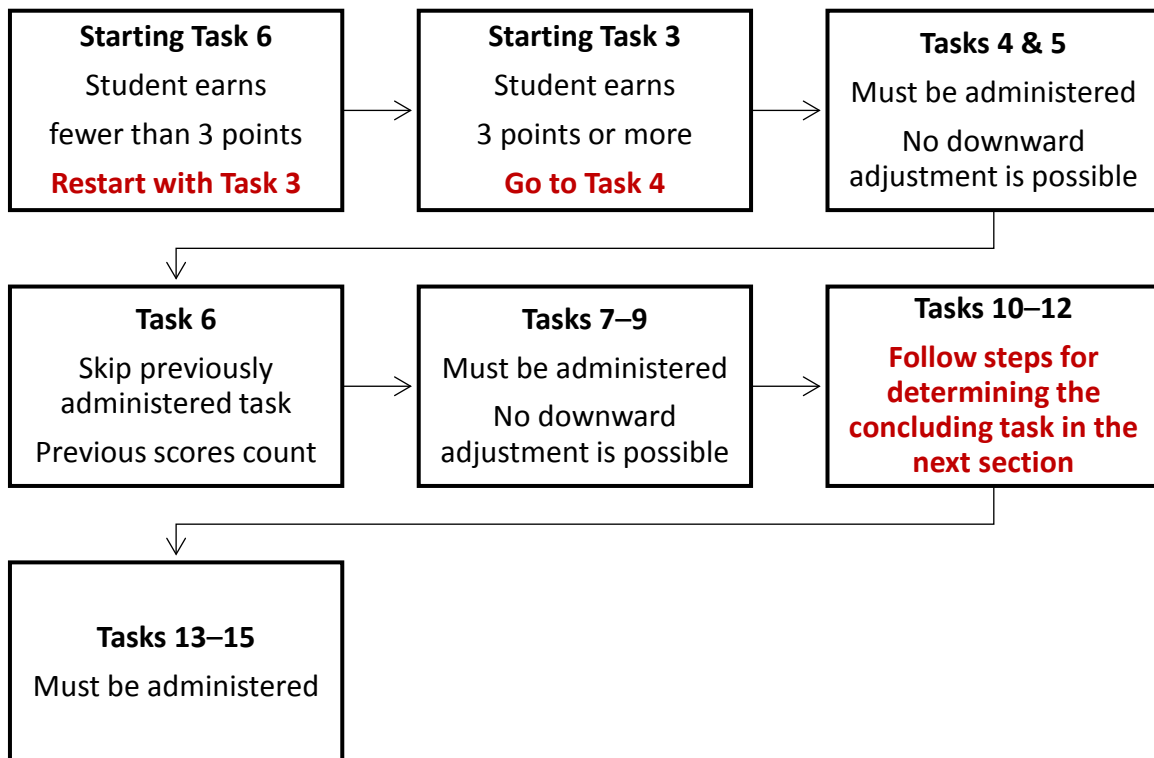 Starting Task 6
Student earns
fewer than 3 points
Restart with Task 3
Starting Task 3
Student earns
3 points or more
Go to Task 4
Tasks 4 & 5
Must be administered
No downward
adjustment is possible
Task 6
Skip previously
administered task
Previous scores count
Tasks 7–9
Must be administered
No downward
adjustment is possible
Tasks 10–12
Follow steps for
determining the
concluding task in the
next section
Tasks 13–15
Must be administered